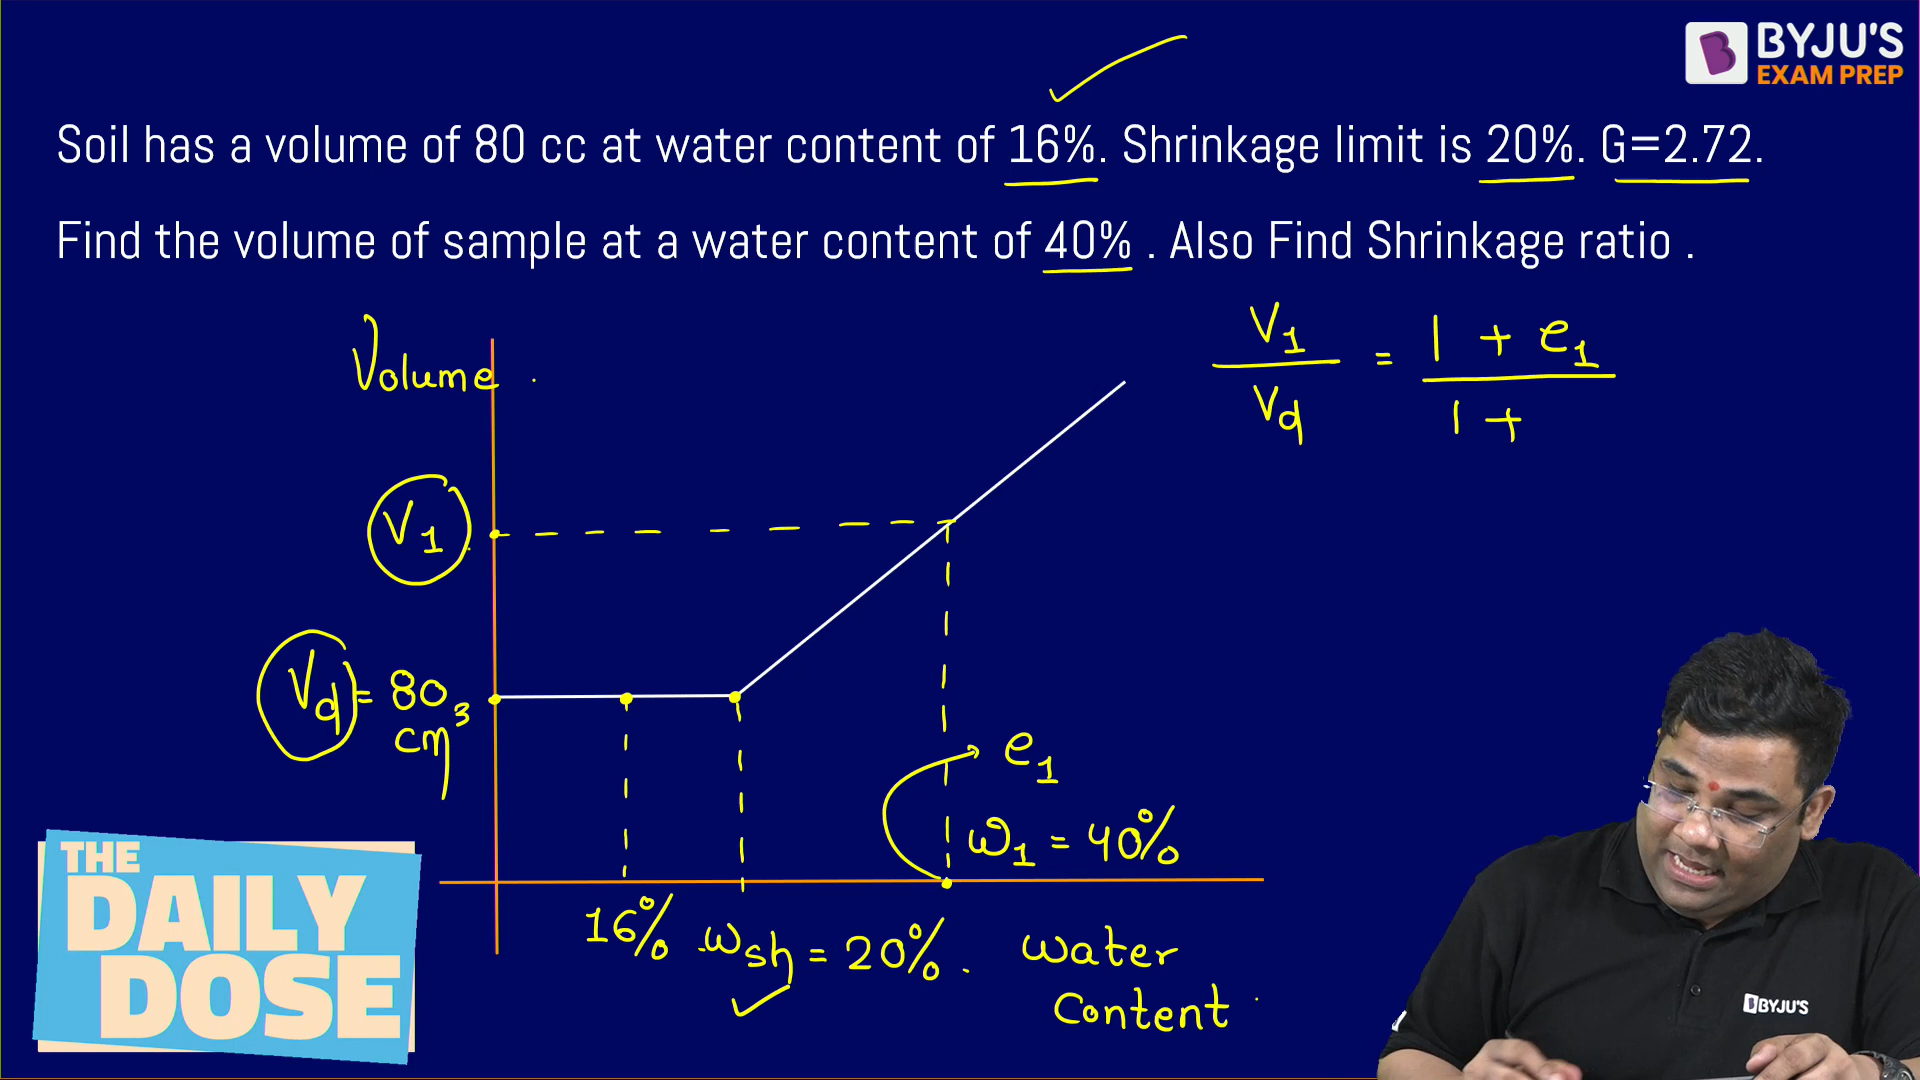 BYJU'S
EXAM PREP
Soil has a volume of 80 cc at water content of 16%. Shrinkage limit is 20%. G=2.72.
Find the volume of sample at a water content of 40% . Also Find Shrinkage ratio .
Volume
V1 / Vd = 1 + e1 / 1 +
V1
Vd = 80 cm3
e1
ω1 = 40%
16%
ωsh = 20%.
Water
Content
THE
DAILY
DOSE
BYJU'S